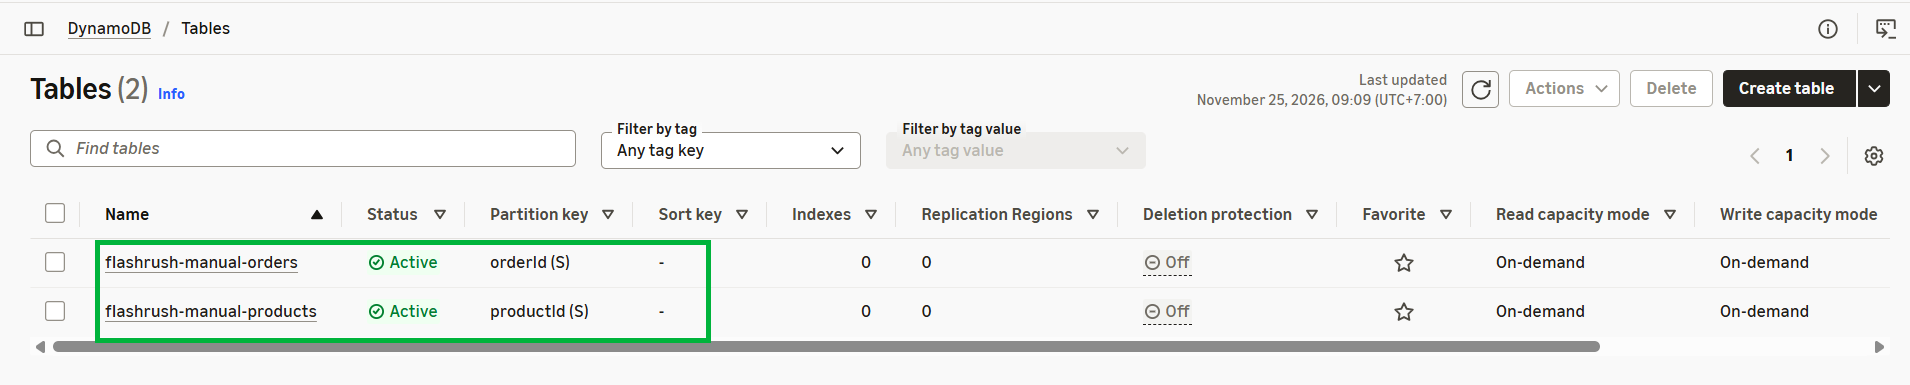 DynamoDB / Tables
Tables (2) Info
Last updated
November 25, 2026, 09:09 (UTC+7:00)
Actions
Delete
Create table
Find tables
Filter by tag
Any tag key
Filter by tag value
Any tag value
1
Name Status Partition key Sort key Indexes Replication Regions Deletion protection Favorite Read capacity mode Write capacity mode
flashrush-manual-orders Active orderId (S) - 0 0 Off On-demand On-demand
flashrush-manual-products Active productId (S) - 0 0 Off On-demand On-demand